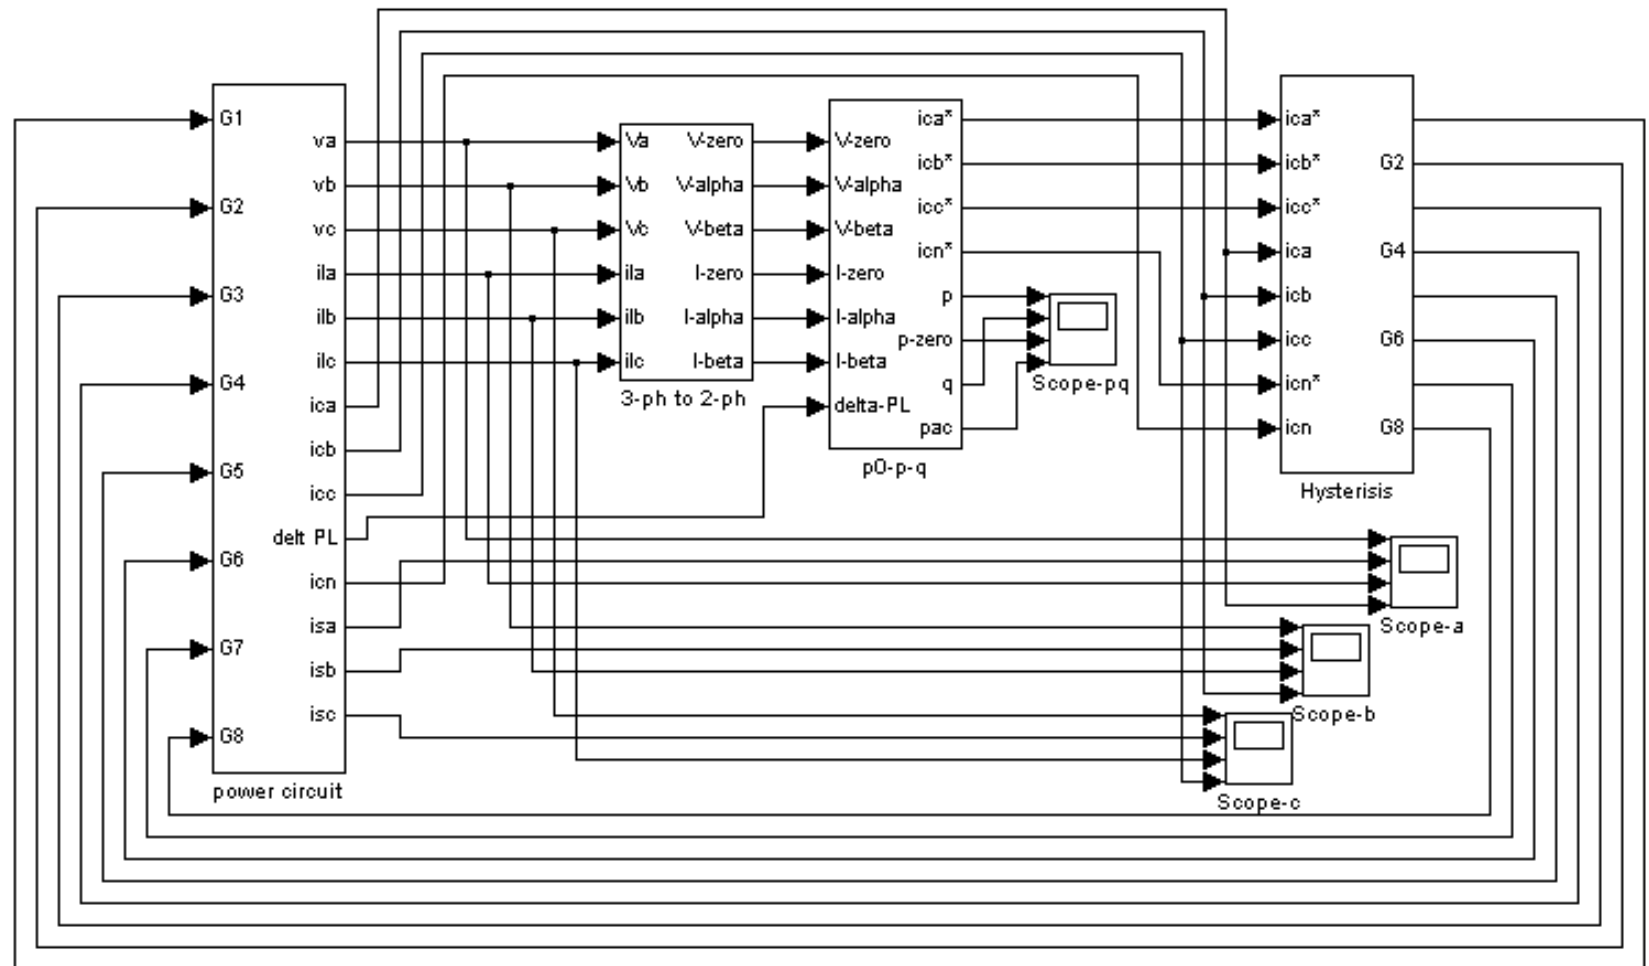 G1
G2
G3
G4
G5
G6
G7
G8
va
vb
vc
ila
ilb
ilc
ica
icb
icc
delt PL
icn
isa
isb
isc
power circuit
Va
Vb
Vc
ila
ilb
ilc
V-zero
V-alpha
V-beta
I-zero
I-alpha
I-beta
3-ph to 2-ph
V-zero
V-alpha
V-beta
I-zero
I-alpha
I-beta
delta-PL
ica*
icb*
icc*
icn*
p
p-zero
q
pac
p0-p-q
Scope-pq
ica*
icb*
icc*
ica
icb
icc
icn*
icn
G2
G4
G6
G8
Hysterisis
Scope-a
Scope-b
Scope-c